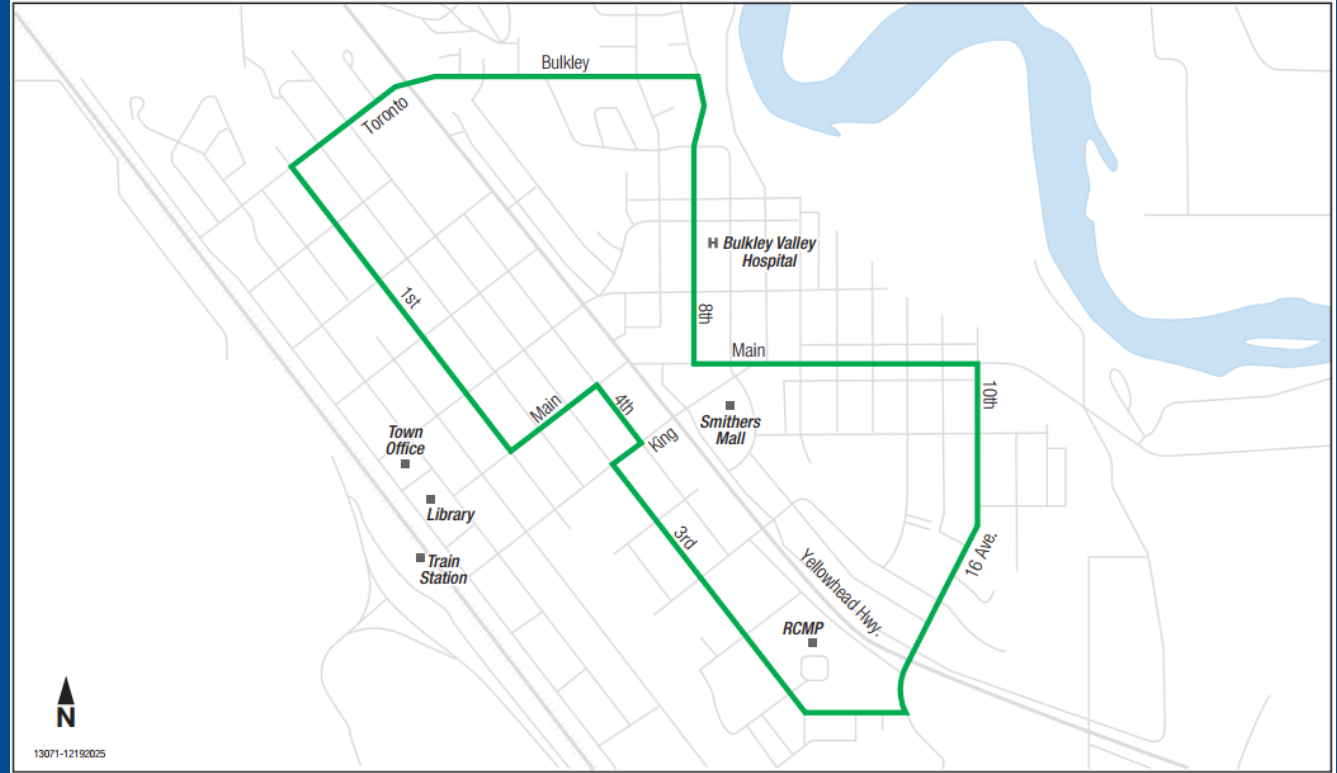 Bulkley
Toronto
H Bulkley Valley
Hospital
1st
8th
Main
10th
Main
4th
King
Smithers
Mall
Town
Office
Library
Train
Station
3rd
16 Ave.
Yellowhead Hwy.
RCMP
N
13071-12192025